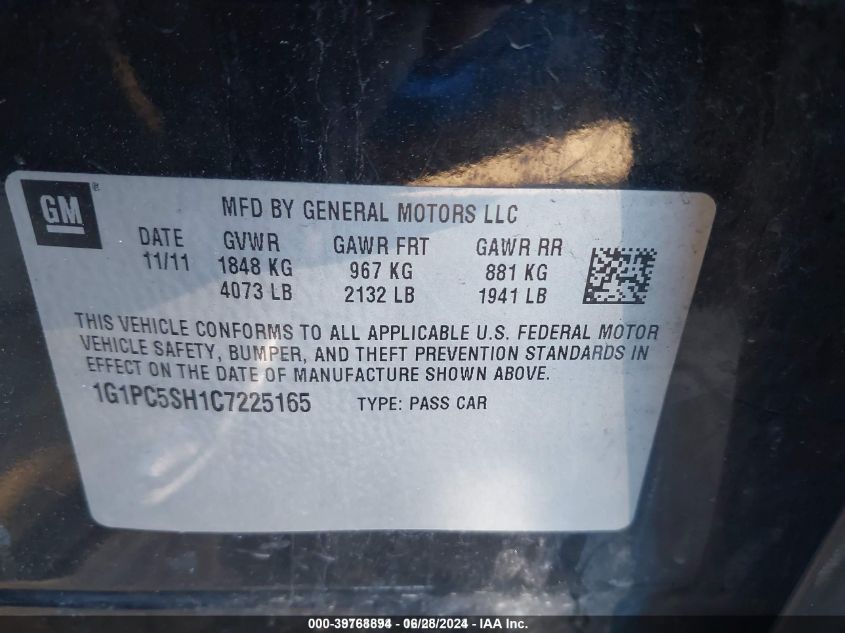 GM®
MFD BY GENERAL MOTORS LLC
DATE GVWR GAWR FRT GAWR RR
11/11 1848 KG 967 KG 881 KG
4073 LB 2132 LB 1941 LB
THIS VEHICLE CONFORMS TO ALL APPLICABLE U.S. FEDERAL MOTOR
VEHICLE SAFETY, BUMPER, AND THEFT PREVENTION STANDARDS IN
EFFECT ON THE DATE OF MANUFACTURE SHOWN ABOVE.
1G1PC5SH1C7225165 TYPE: PASS CAR
000-39768894 - 06/28/2024 - IAA Inc.